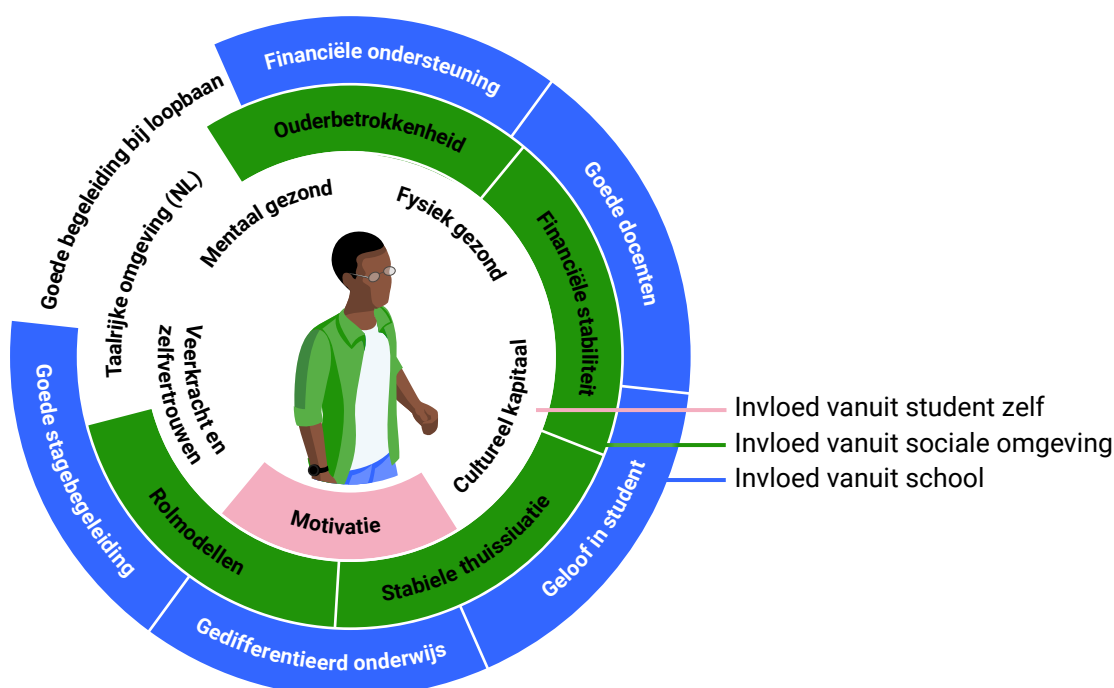 Financiële ondersteuning
Goede docenten
Geloof in student
Gedifferentieerd onderwijs
Goede stagebegeleiding
Goede begeleiding bij loopbaan
Ouderbetrokkenheid
Financiële stabiliteit
Stabiele thuissiuatie
Rolmodellen
Taalrijke omgeving (NL)
Mentaal gezond
Fysiek gezond
Cultureel kapitaal
Motivatie
Veerkracht en
zelfvertrouwen
Invloed vanuit student zelf
Invloed vanuit sociale omgeving
Invloed vanuit school